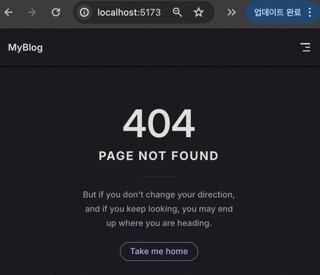 localhost:5173
업데이트 완료
MyBlog
404
PAGE NOT FOUND
But if you don't change your direction,
and if you keep looking, you may end
up where you are heading.
Take me home